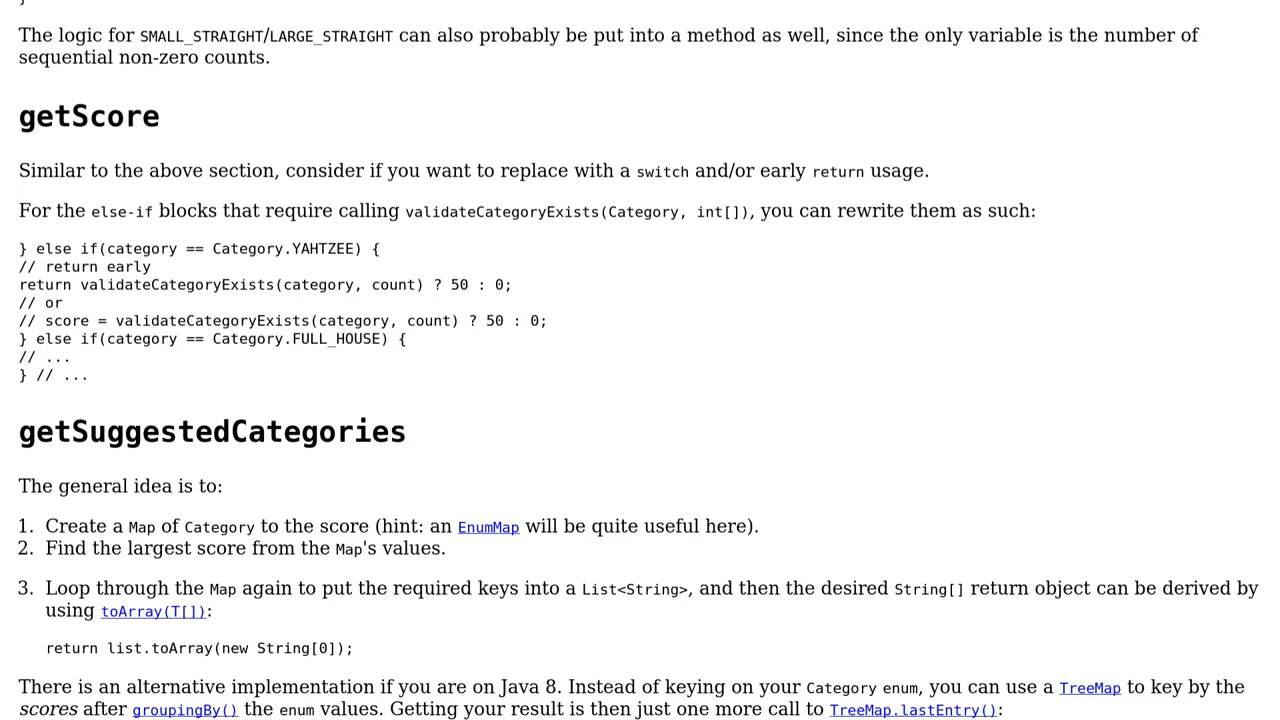 }
The logic for SMALL_STRAIGHT/LARGE_STRAIGHT can also probably be put into a method as well, since the only variable is the number of
sequential non-zero counts.
getScore
Similar to the above section, consider if you want to replace with a switch and/or early return usage.
For the else-if blocks that require calling validateCategoryExists(Category, int[]), you can rewrite them as such:
} else if(category == Category.YAHTZEE) {
// return early
return validateCategoryExists(category, count) ? 50 : 0;
// or
// score = validateCategoryExists(category, count) ? 50 : 0;
} else if(category == Category.FULL_HOUSE) {
// ...
} // ...
getSuggestedCategories
The general idea is to:
1. Create a Map of Category to the score (hint: an EnumMap will be quite useful here).
2. Find the largest score from the Map's values.
3. Loop through the Map again to put the required keys into a List<String>, and then the desired String[] return object can be derived by
using toArray(T[]):
return list.toArray(new String[0]);
There is an alternative implementation if you are on Java 8. Instead of keying on your Category enum, you can use a TreeMap to key by the
scores after groupingBy() the enum values. Getting your result is then just one more call to TreeMap.lastEntry():